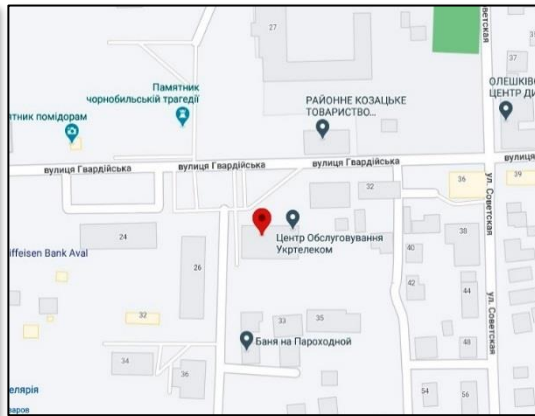 27
ул. Советская
37
Памятник
чорнобильській трагедії
ятник помідорам
РАЙОННЕ КОЗАЦЬКЕ
ТОВАРИСТВО...
ОЛЕШКІВС
ЦЕНТР ДИ
вулиця Гвардійська
вулиця Гвардійська
вулиця Гвардійська
вулиця
32
36
39
24
Центр Обслуговування
Укртелеком
iffeisen Bank Aval
26
40
38
42
44
32
33
35
ул. Советская
Баня на Пароходной
48
34
36
елярія
54
56
варов